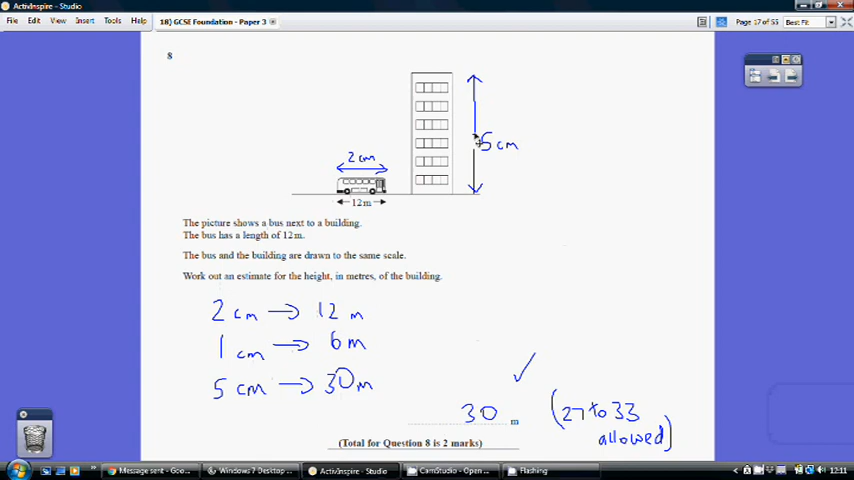 ActivInspire - Studio
File Edit View Insert Tools Help
18) GCSE Foundation - Paper 3
Page 17 of 55
Best Fit
8
2 cm
5 cm
12 m
The picture shows a bus next to a building.
The bus has a length of 12 m.
The bus and the building are drawn to the same scale.
Work out an estimate for the height, in metres, of the building.
2 cm → 12 m
1 cm → 6 m
5 cm → 30 m
✓
30 m
(27 to 33
allowed)
(Total for Question 8 is 2 marks)
Message sent - Goo...
Windows 7 Desktop ...
ActivInspire - Studio
CamStudio - Open ...
Flashing
12:11